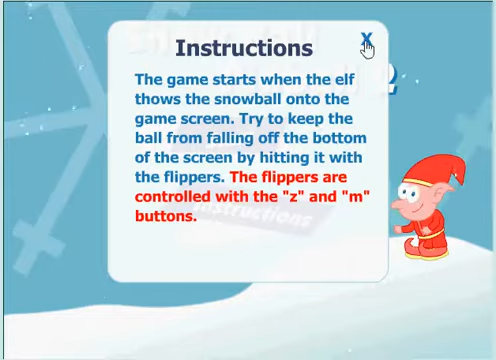 Instructions
X
The game starts when the elf
thows the snowball onto the
game screen. Try to keep the
ball from falling off the bottom
of the screen by hitting it with
the flippers. The flippers are
controlled with the "z" and "m"
buttons.
Instructions